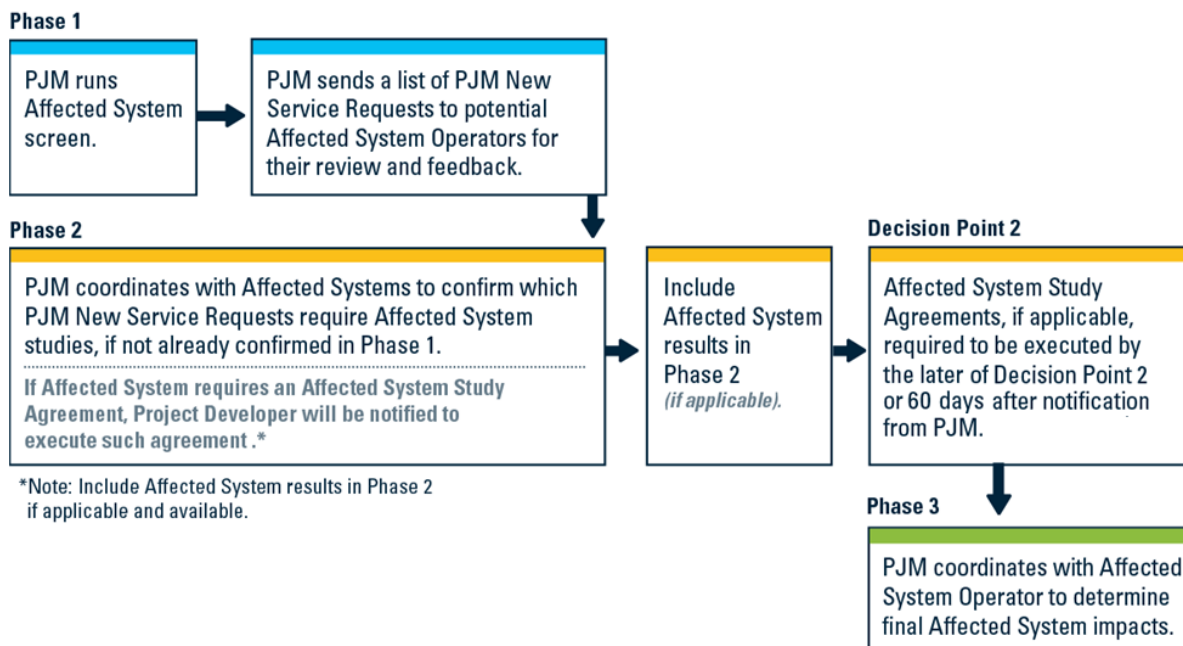 Phase 1
PJM runs
Affected System
screen.
PJM sends a list of PJM New
Service Requests to potential
Affected System Operators for
their review and feedback.
Phase 2
PJM coordinates with Affected Systems to confirm which
PJM New Service Requests require Affected System
studies, if not already confirmed in Phase 1.
If Affected System requires an Affected System Study
Agreement, Project Developer will be notified to
execute such agreement .*
*Note: Include Affected System results in Phase 2
if applicable and available.
Include
Affected System
results in
Phase 2
(if applicable).
Decision Point 2
Affected System Study
Agreements, if applicable,
required to be executed by
the later of Decision Point 2
or 60 days after notification
from PJM.
Phase 3
PJM coordinates with Affected
System Operator to determine
final Affected System impacts.